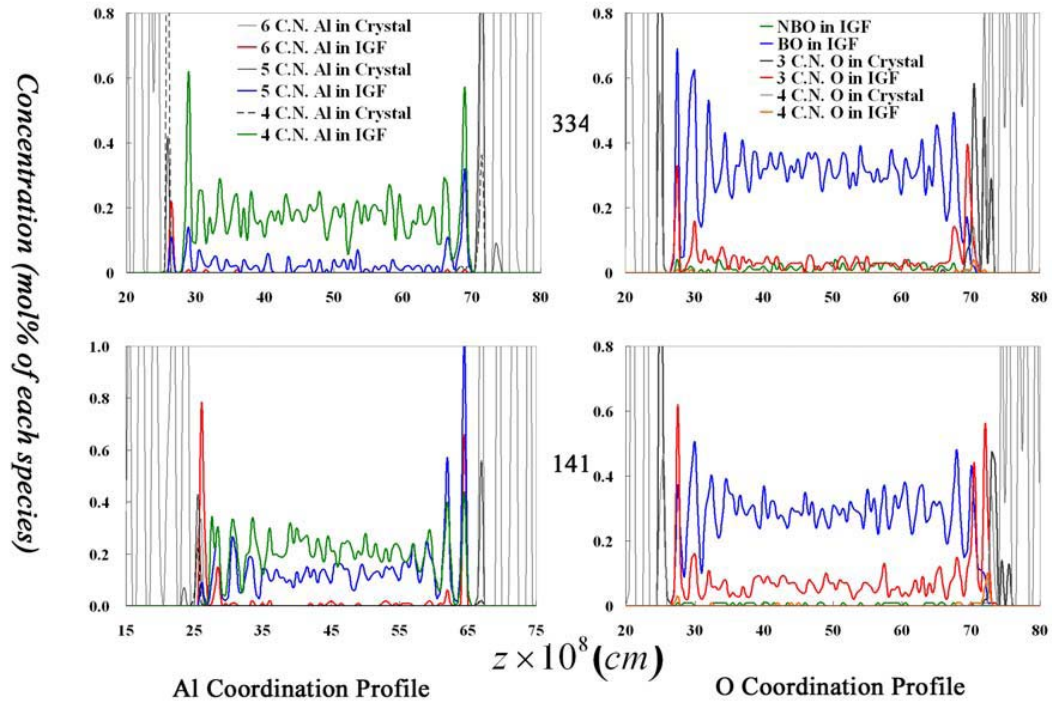 Concentration (mol% of each species)
0.8
0.6
0.4
0.2
0
20 30 40 50 60 70 80
6 C.N. Al in Crystal
6 C.N. Al in IGF
5 C.N. Al in Crystal
5 C.N. Al in IGF
4 C.N. Al in Crystal
4 C.N. Al in IGF
334
0.8
0.6
0.4
0.2
0
20 30 40 50 60 70 80
NBO in IGF
BO in IGF
3 C.N. O in Crystal
3 C.N. O in IGF
4 C.N. O in Crystal
4 C.N. O in IGF
1.0
0.8
0.6
0.4
0.2
0.0
15 25 35 45 55 65 75
141
0.8
0.6
0.4
0.2
0
20 30 40 50 60 70 80
z × 10⁸ (cm)
Al Coordination Profile
O Coordination Profile